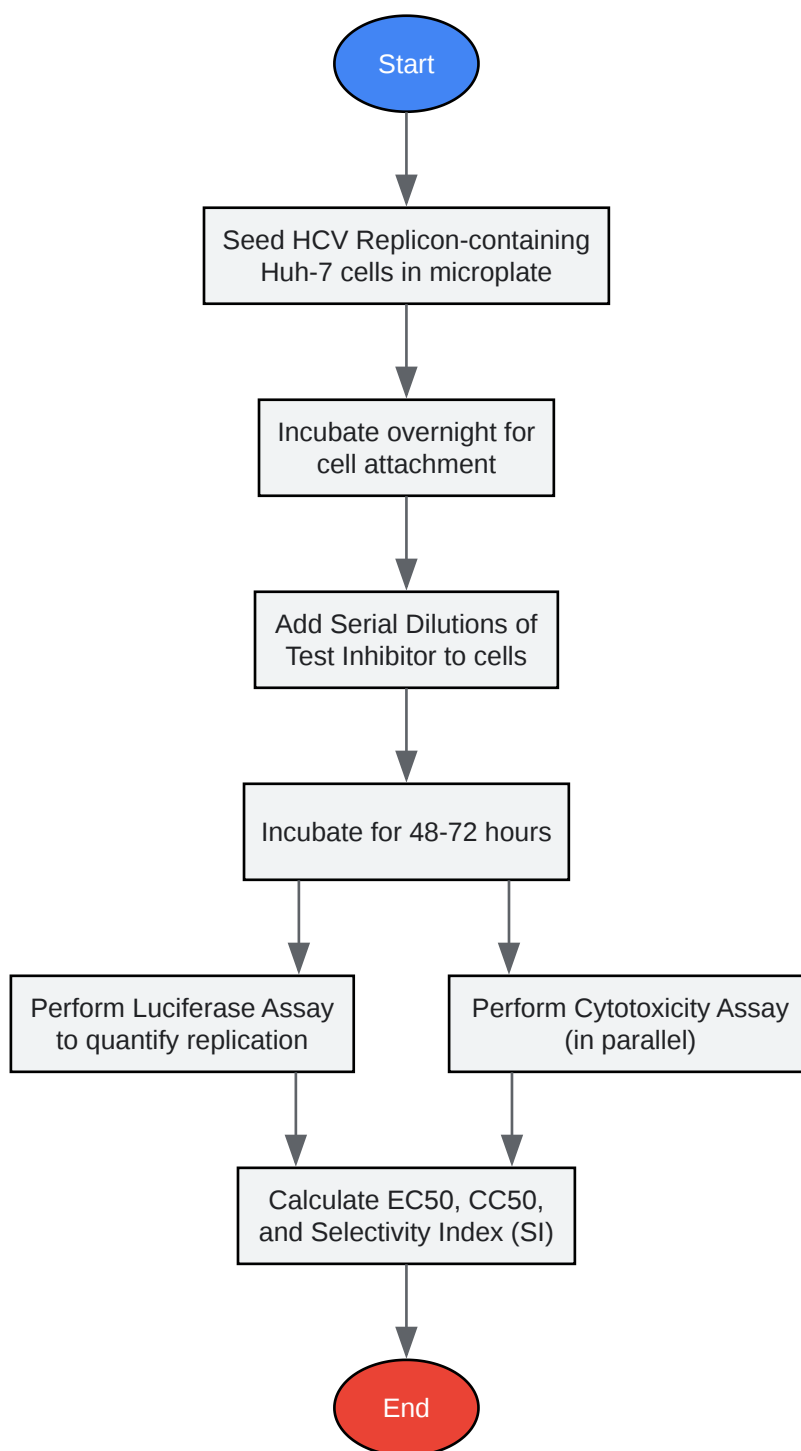 Start
Seed HCV Replicon-containing
Huh-7 cells in microplate
Incubate overnight for
cell attachment
Add Serial Dilutions of
Test Inhibitor to cells
Incubate for 48-72 hours
Perform Luciferase Assay
to quantify replication
Perform Cytotoxicity Assay
(in parallel)
Calculate EC50, CC50,
and Selectivity Index (SI)
End